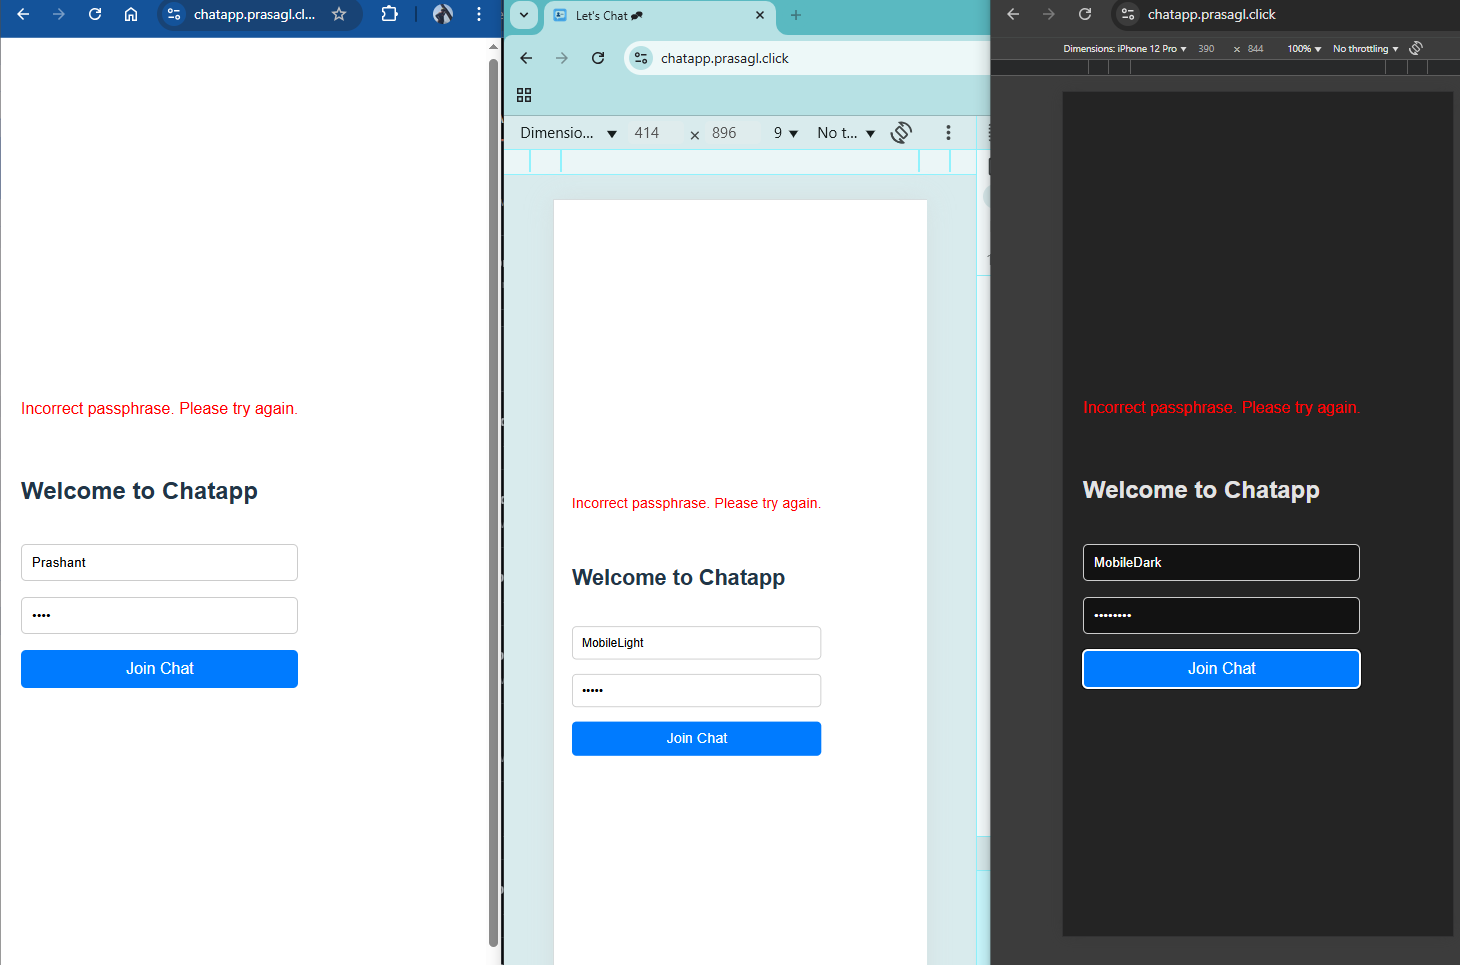 chatapp.prasagl.cl...
Incorrect passphrase. Please try again.
Welcome to Chatapp
Prashant
••••
Join Chat
Let's Chat
chatapp.prasagl.click
Dimensio... 414 × 896 9 No t...
Incorrect passphrase. Please try again.
Welcome to Chatapp
MobileLight
•••••
Join Chat
chatapp.prasagl.click
Dimensions: iPhone 12 Pro 390 × 844 100% No throttling
Incorrect passphrase. Please try again.
Welcome to Chatapp
MobileDark
••••••••
Join Chat